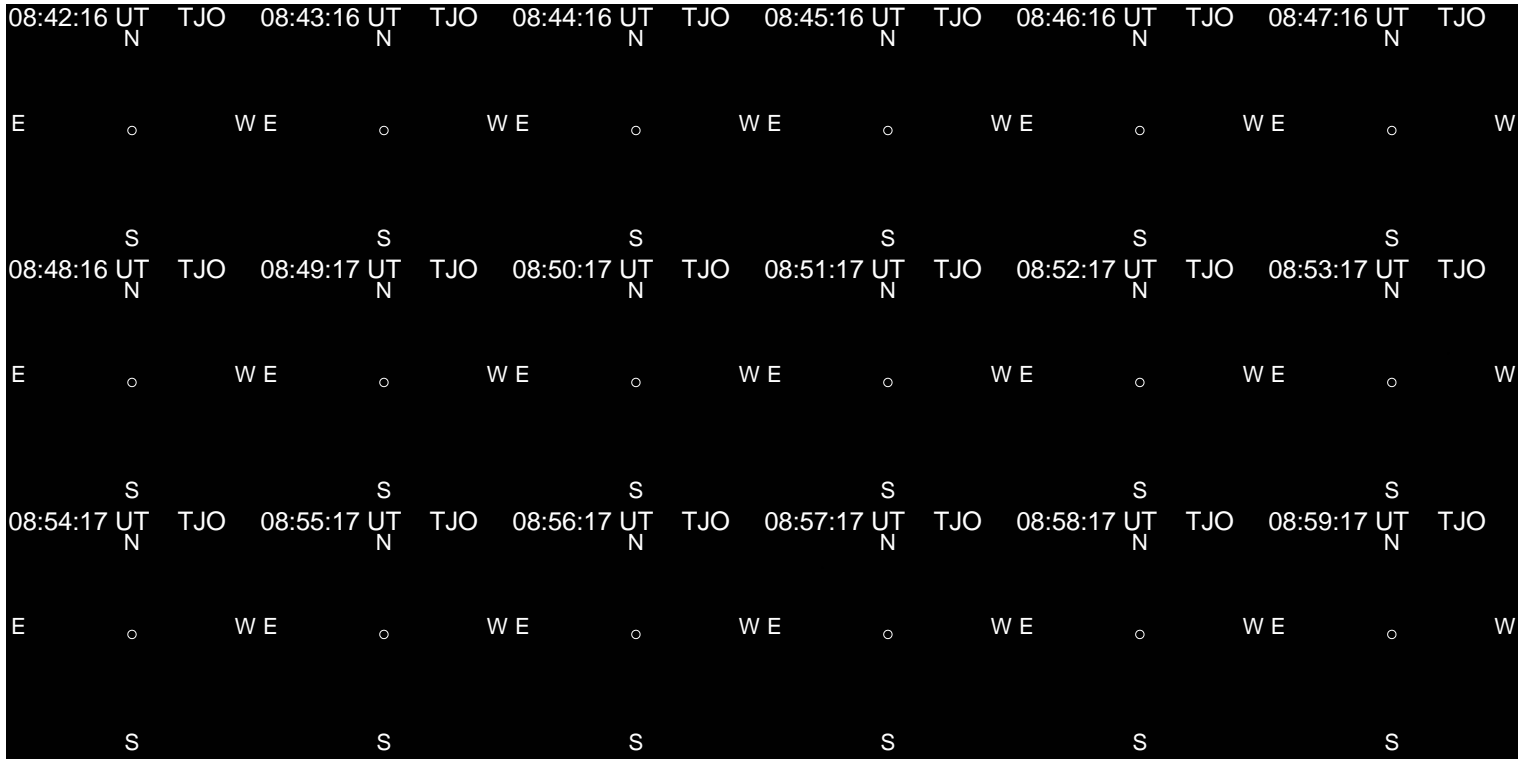 08:42:16 UT TJO 08:43:16 UT TJO 08:44:16 UT TJO 08:45:16 UT TJO 08:46:16 UT TJO 08:47:16 UT TJO
N N N N N N
E W E W E W E W E W E W
S S S S S S
08:48:16 UT TJO 08:49:17 UT TJO 08:50:17 UT TJO 08:51:17 UT TJO 08:52:17 UT TJO 08:53:17 UT TJO
N N N N N N
E W E W E W E W E W E W
S S S S S S
08:54:17 UT TJO 08:55:17 UT TJO 08:56:17 UT TJO 08:57:17 UT TJO 08:58:17 UT TJO 08:59:17 UT TJO
N N N N N N
E W E W E W E W E W E W
S S S S S S